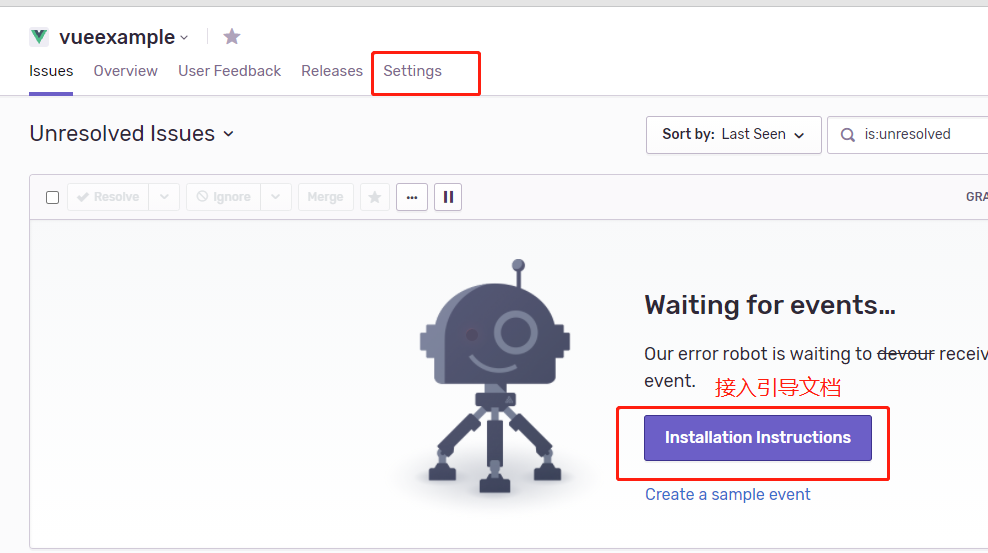 vueexample
Issues Overview User Feedback Releases Settings
Unresolved Issues
Sort by: Last Seen
is:unresolved
Resolve Ignore Merge
GRA
Waiting for events…
Our error robot is waiting to devour receiv
event.
接入引导文档
Installation Instructions
Create a sample event